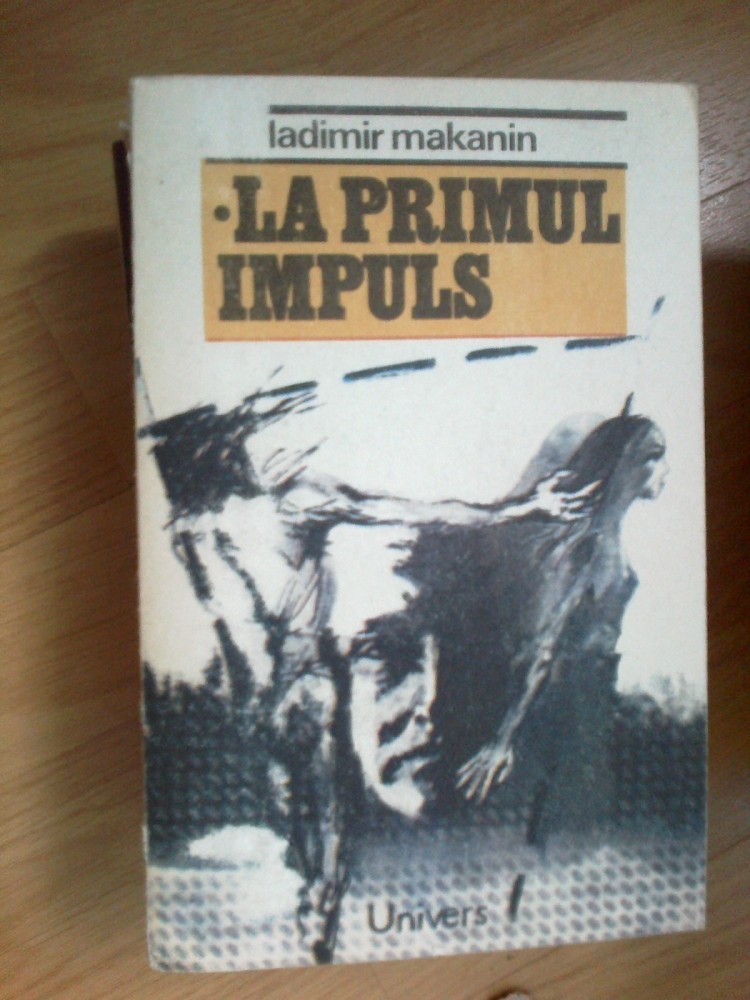 ladimir makanin
•LA PRIMUL
IMPULS
Univers